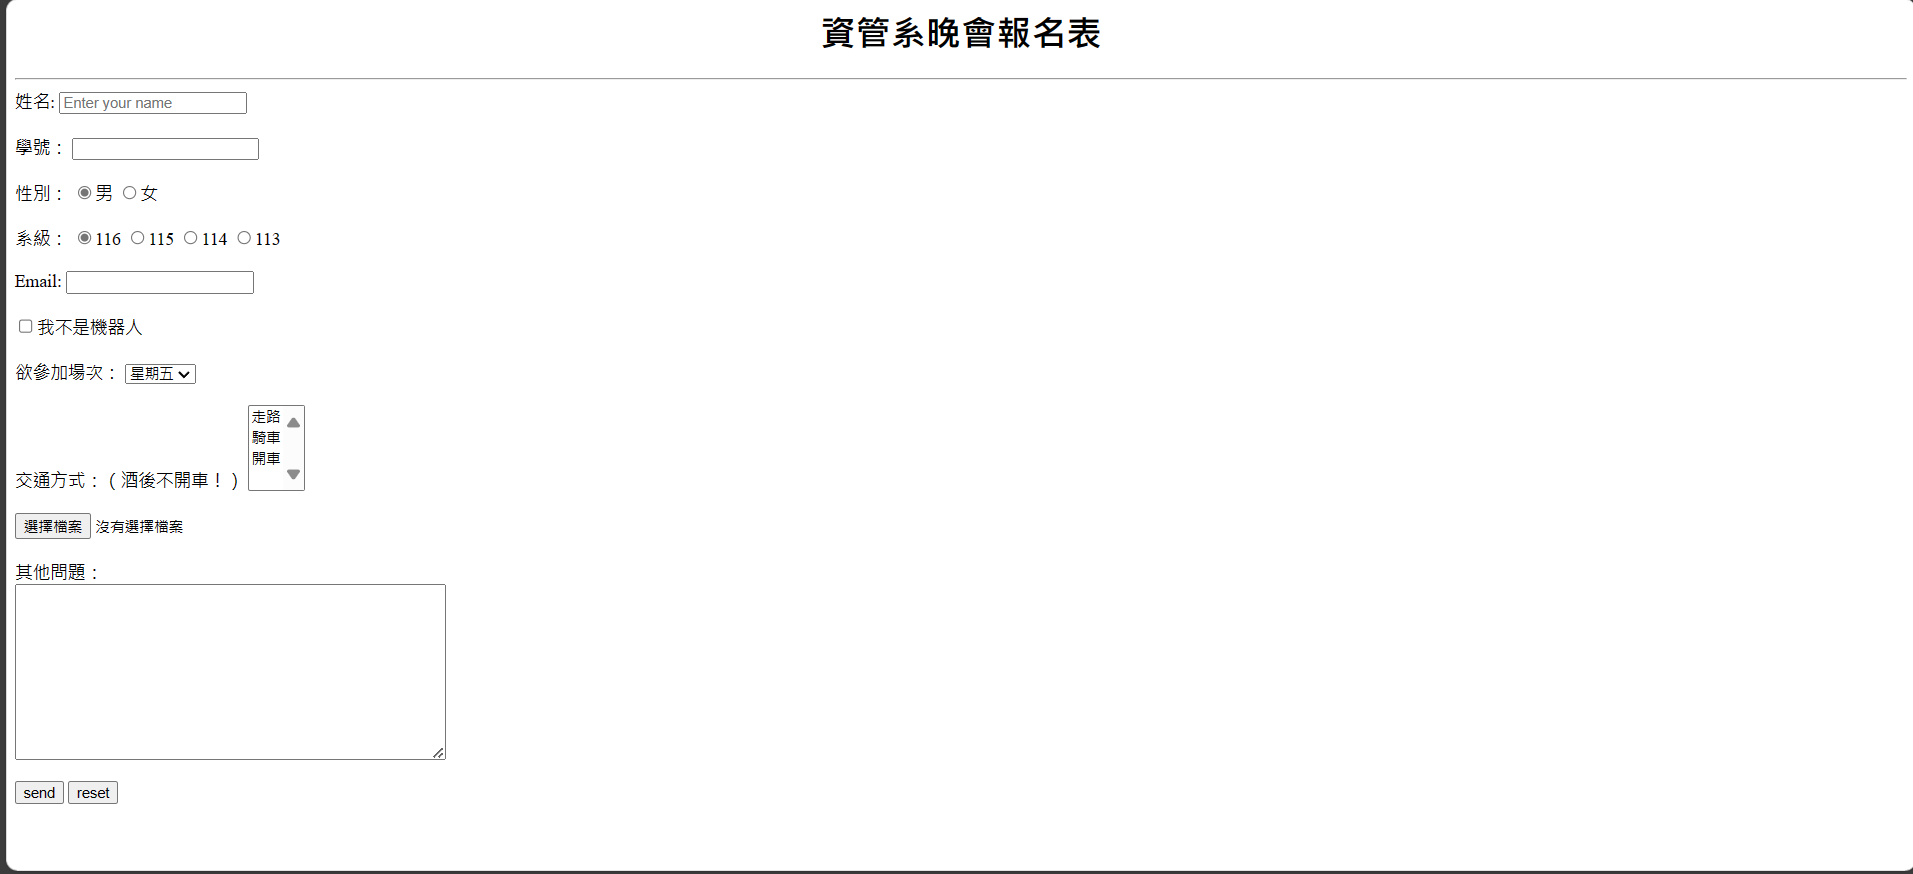 資管系晚會報名表
姓名: Enter your name
學號：
性別： 男 女
系級： 116 115 114 113
Email:
我不是機器人
欲參加場次： 星期五
走路
騎車
開車
交通方式：（酒後不開車！）
選擇檔案 沒有選擇檔案
其他問題：
send reset